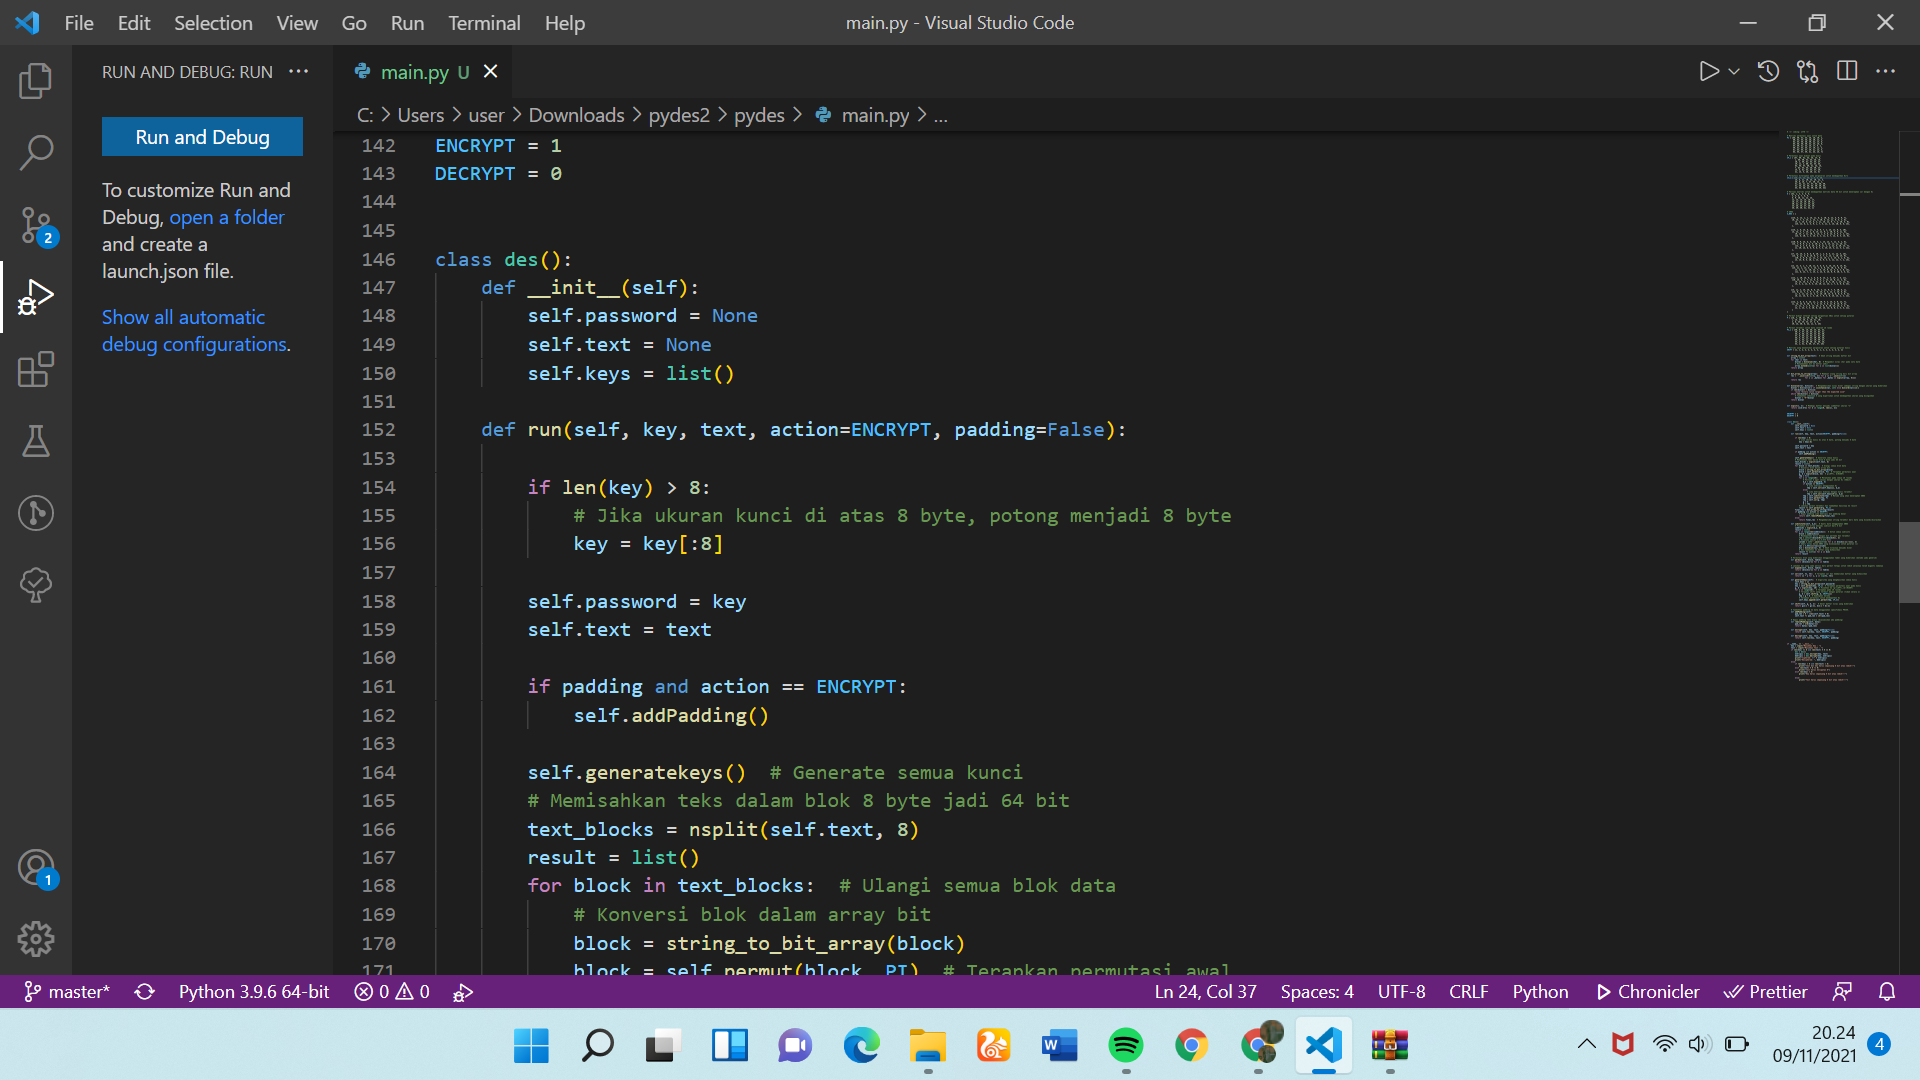 File Edit Selection View Go Run Terminal Help
main.py - Visual Studio Code
RUN AND DEBUG: RUN ···
Run and Debug
To customize Run and
Debug, open a folder
and create a
launch.json file.
Show all automatic
debug configurations.
main.py U
C: > Users > user > Downloads > pydes2 > pydes > main.py > ...
142 ENCRYPT = 1
143 DECRYPT = 0
144
145
146 class des():
147     def __init__(self):
148         self.password = None
149         self.text = None
150         self.keys = list()
151
152     def run(self, key, text, action=ENCRYPT, padding=False):
153
154         if len(key) > 8:
155             # Jika ukuran kunci di atas 8 byte, potong menjadi 8 byte
156             key = key[:8]
157
158         self.password = key
159         self.text = text
160
161         if padding and action == ENCRYPT:
162             self.addPadding()
163
164         self.generatekeys()  # Generate semua kunci
165         # Memisahkan teks dalam blok 8 byte jadi 64 bit
166         text_blocks = nsplit(self.text, 8)
167         result = list()
168         for block in text_blocks:  # Ulangi semua blok data
169             # Konversi blok dalam array bit
170             block = string_to_bit_array(block)
171             block = self.permut(block, PI)  # Terapkan permutasi awal
2
1
master* Python 3.9.6 64-bit 0 0 Ln 24, Col 37 Spaces: 4 UTF-8 CRLF Python Chronicler Prettier
20.24
09/11/2021 4